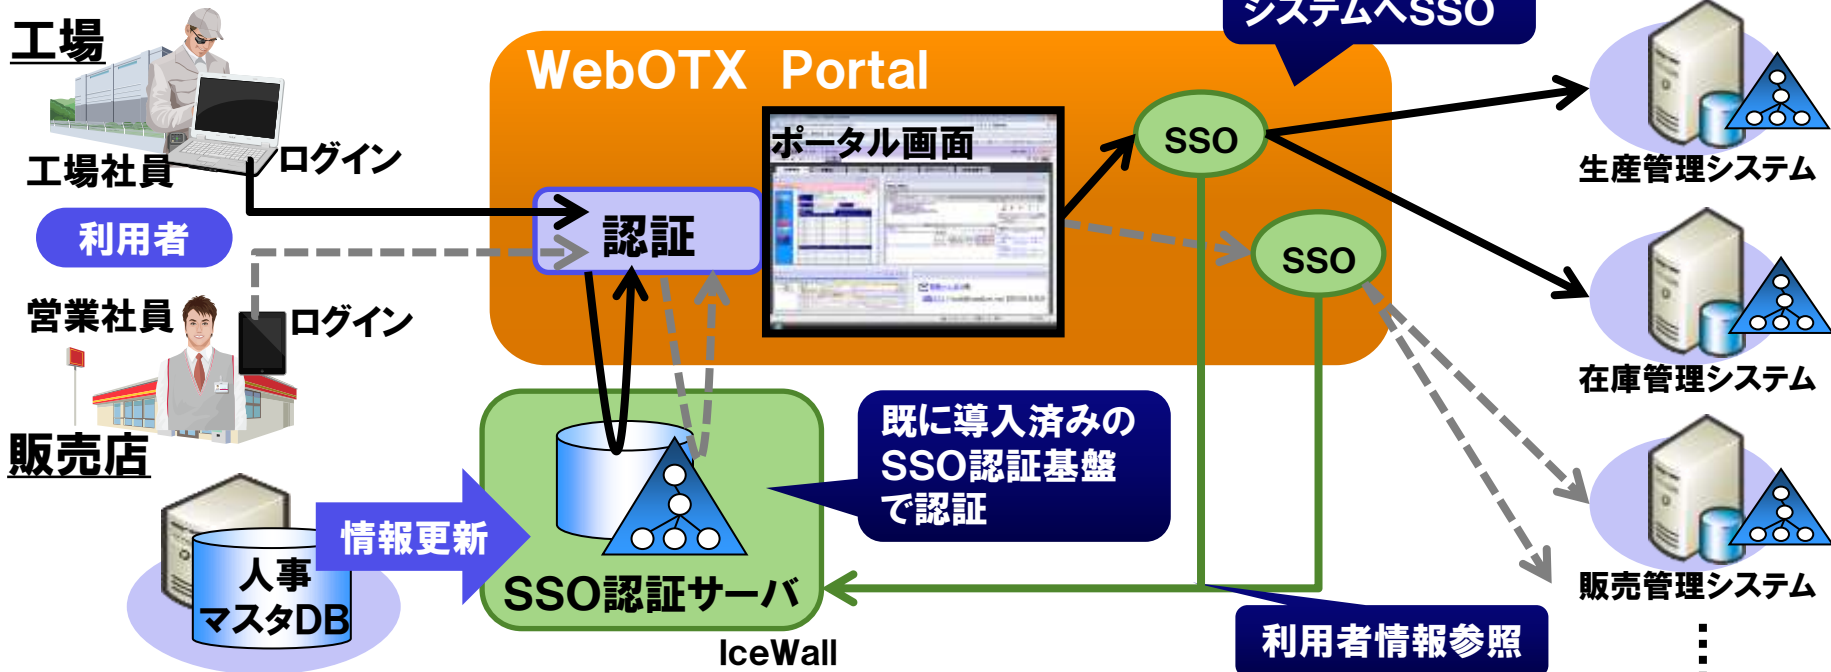 システムへSSO
工場
WebOTX Portal
ポータル画面
SSO
工場社員
ログイン
生産管理システム
利用者
認証
SSO
営業社員
ログイン
在庫管理システム
販売店
既に導入済みの
SSO認証基盤
で認証
情報更新
人事
マスタDB
SSO認証サーバ
販売管理システム
利用者情報参照
IceWall